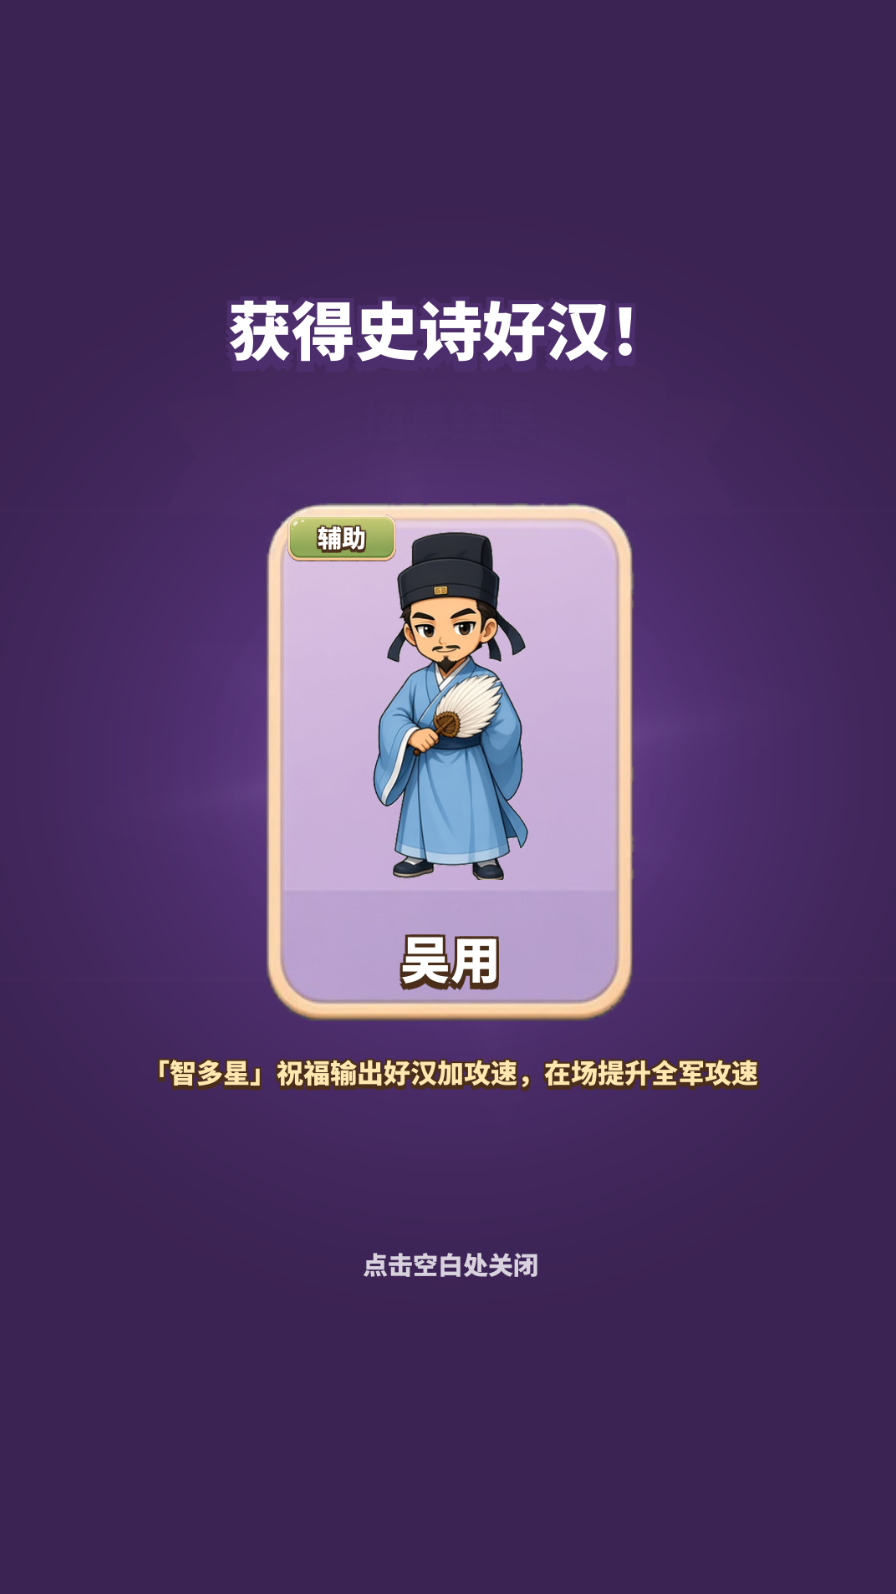 获得史诗好汉！
辅助
吴用
「智多星」祝福输出好汉加攻速，在场提升全军攻速
点击空白处关闭